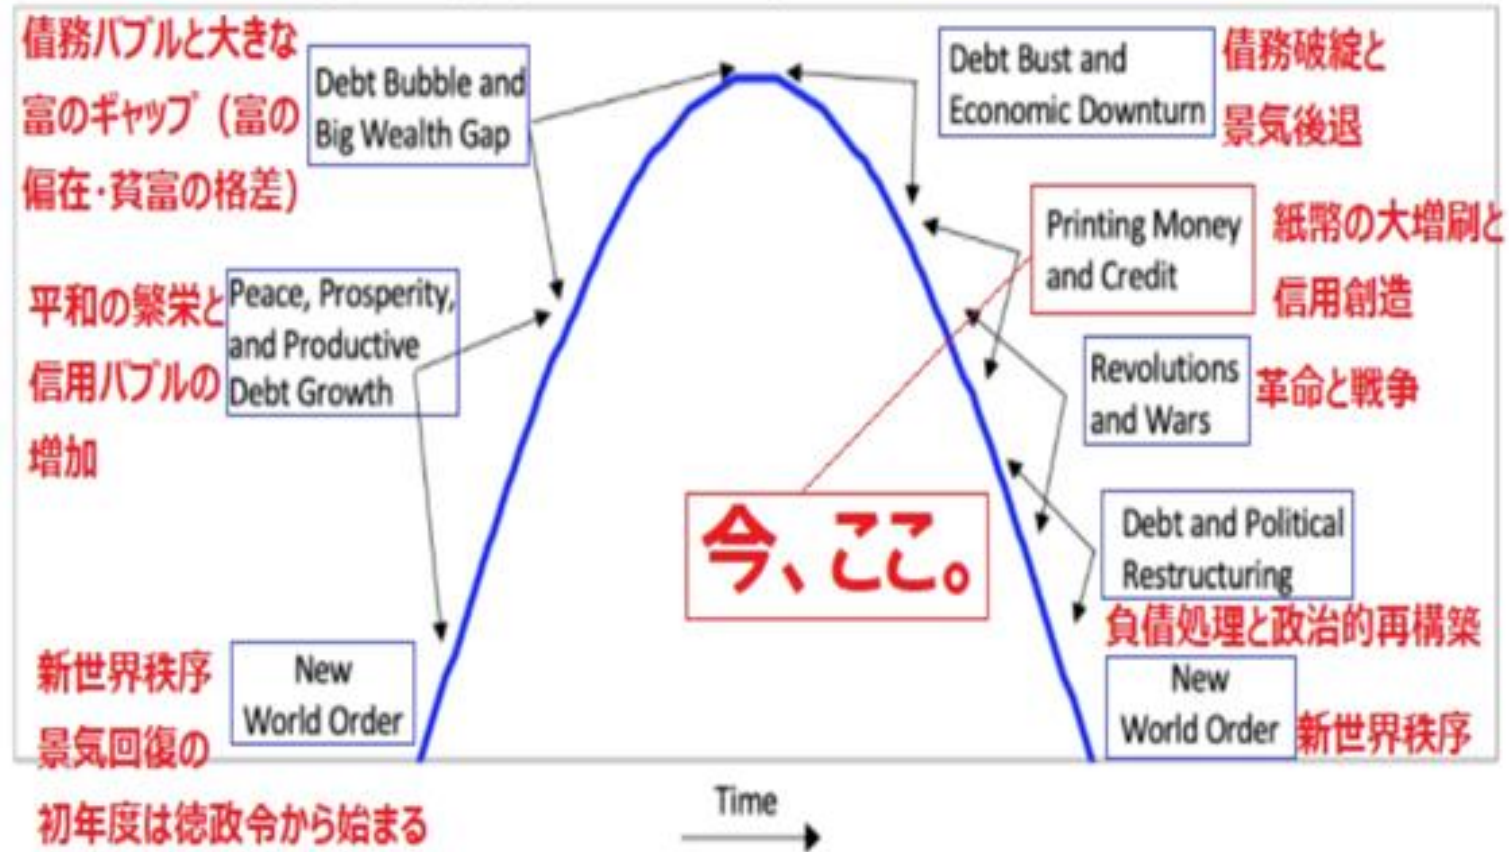 債務バブルと大きな
富のギャップ（富の
偏在・貧富の格差）
Debt Bubble and
Big Wealth Gap
平和の繁栄と
信用バブルの
増加
Peace, Prosperity,
and Productive
Debt Growth
新世界秩序
景気回復の
初年度は徳政令から始まる
New
World Order
Debt Bust and
Economic Downturn
債務破綻と
景気後退
Printing Money
and Credit
紙幣の大増刷と
信用創造
Revolutions
and Wars
革命と戦争
今、ここ。
Debt and Political
Restructuring
負債処理と政治的再構築
New
World Order
新世界秩序
Time